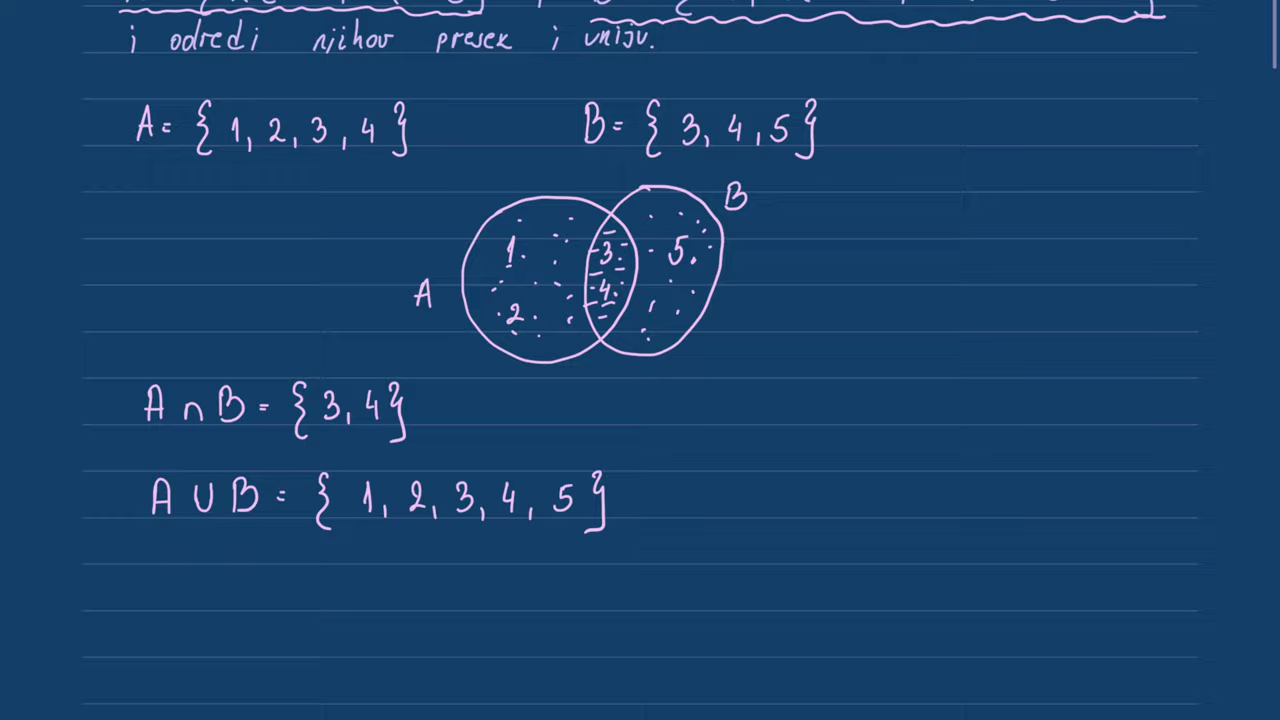 i odredi njihov presek i uniju.
A = { 1, 2, 3, 4 } B = { 3, 4, 5 }
B
1. 3. 5.
A 4.
2.
A ∩ B = { 3, 4 }
A ∪ B = { 1, 2, 3, 4, 5 }